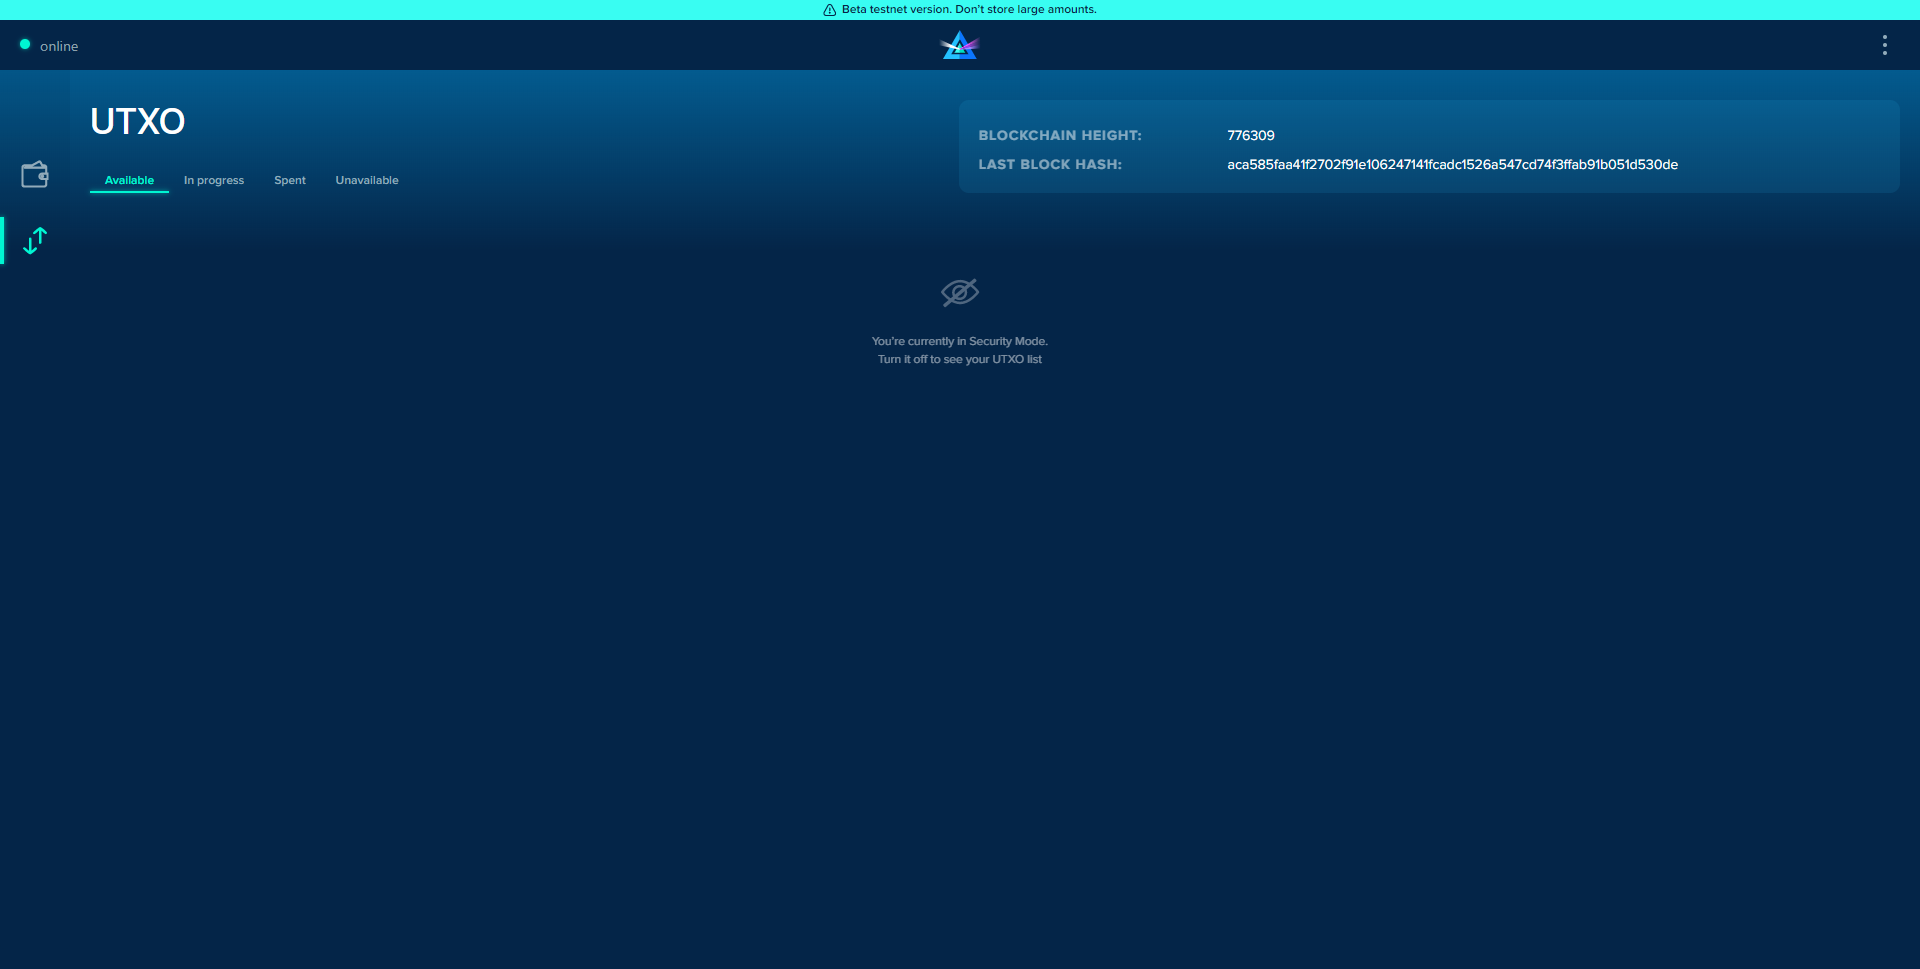 Beta testnet version. Don't store large amounts.
online
UTXO
BLOCKCHAIN HEIGHT: 776309
LAST BLOCK HASH: aca585faa41f2702f91e106247141fcadc1526a547cd74f3ffab91b051d530de
Available In progress Spent Unavailable
You're currently in Security Mode.
Turn it off to see your UTXO list